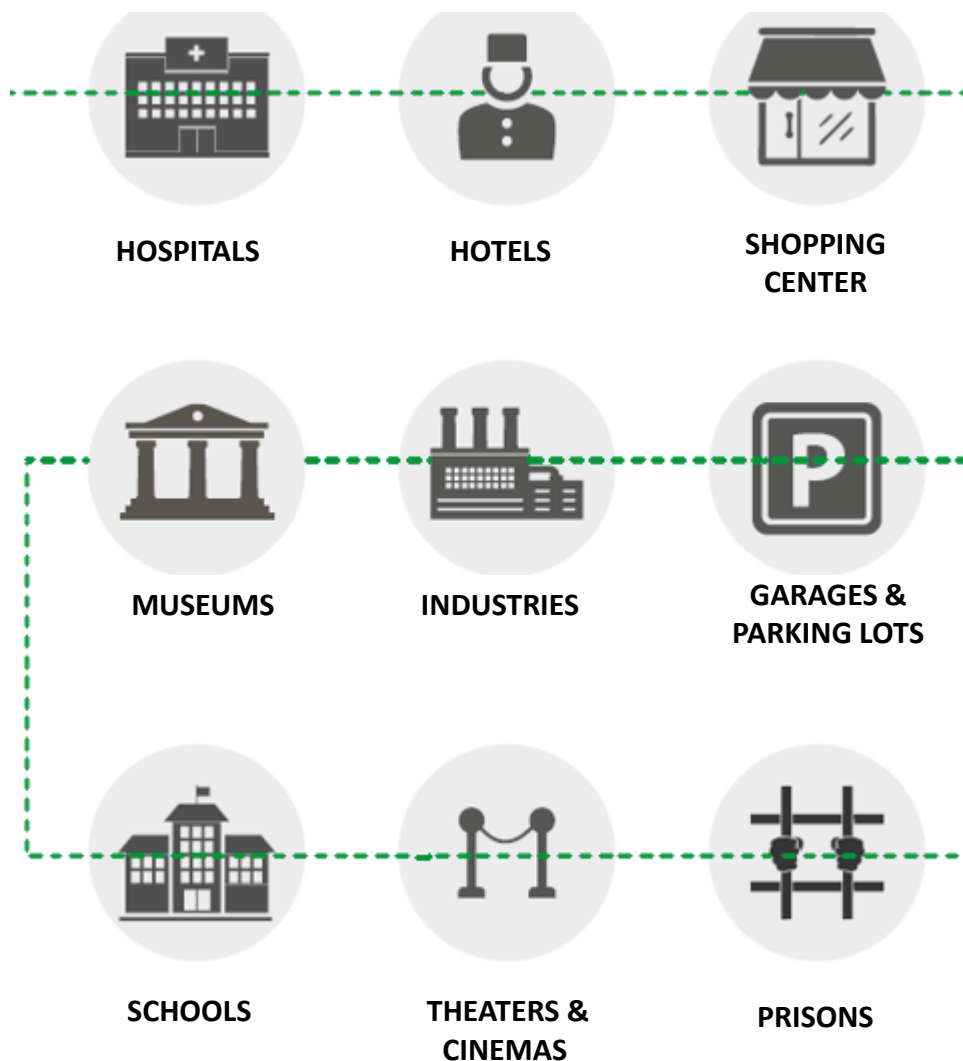 HOSPITALS
HOTELS
SHOPPING
CENTER
P
MUSEUMS
INDUSTRIES
GARAGES &
PARKING LOTS
SCHOOLS
THEATERS &
CINEMAS
PRISONS